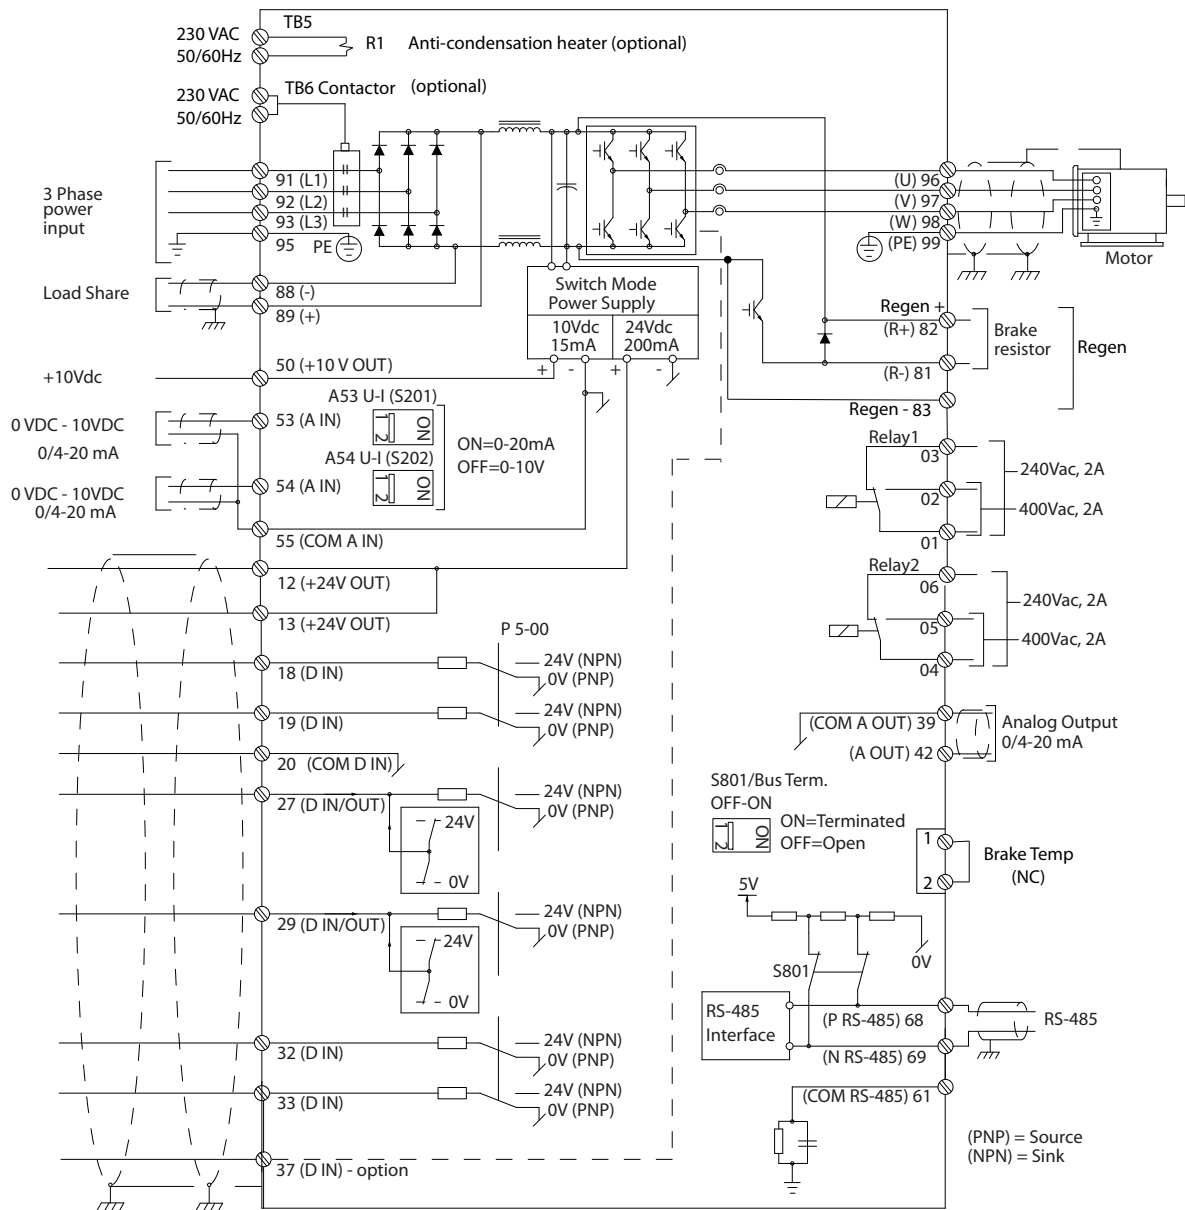 TB5
230 VAC
50/60Hz
R1
Anti-condensation heater (optional)
TB6 Contactor
(optional)
230 VAC
50/60Hz
3 Phase
power
input
91 (L1)
92 (L2)
93 (L3)
95
PE
(U) 96
(V) 97
(W) 98
(PE) 99
Motor
Load Share
88 (-)
89 (+)
Switch Mode
Power Supply
10Vdc
15mA
24Vdc
200mA
+ - + -
Regen +
(R+) 82
Brake
resistor
Regen
(R-) 81
Regen - 83
+10Vdc
50 (+10 V OUT)
0 VDC - 10VDC
0/4-20 mA
53 (A IN)
A53 U-I (S201)
1 2
ON
ON=0-20mA
OFF=0-10V
A54 U-I (S202)
1 2
ON
0 VDC - 10VDC
0/4-20 mA
54 (A IN)
55 (COM A IN)
Relay1
03
02
01
240Vac, 2A
400Vac, 2A
Relay2
06
05
04
240Vac, 2A
400Vac, 2A
12 (+24V OUT)
13 (+24V OUT)
P 5-00
18 (D IN)
24V (NPN)
0V (PNP)
19 (D IN)
24V (NPN)
0V (PNP)
20 (COM D IN)
27 (D IN/OUT)
24V (NPN)
0V (PNP)
24V
0V
29 (D IN/OUT)
24V (NPN)
0V (PNP)
24V
0V
32 (D IN)
24V (NPN)
0V (PNP)
33 (D IN)
24V (NPN)
0V (PNP)
37 (D IN) - option
(COM A OUT) 39
(A OUT) 42
Analog Output
0/4-20 mA
S801/Bus Term.
OFF-ON
1 2
ON
ON=Terminated
OFF=Open
1
2
Brake Temp
(NC)
5V
0V
S801
RS-485
Interface
(P RS-485) 68
(N RS-485) 69
RS-485
(COM RS-485) 61
(PNP) = Source
(NPN) = Sink